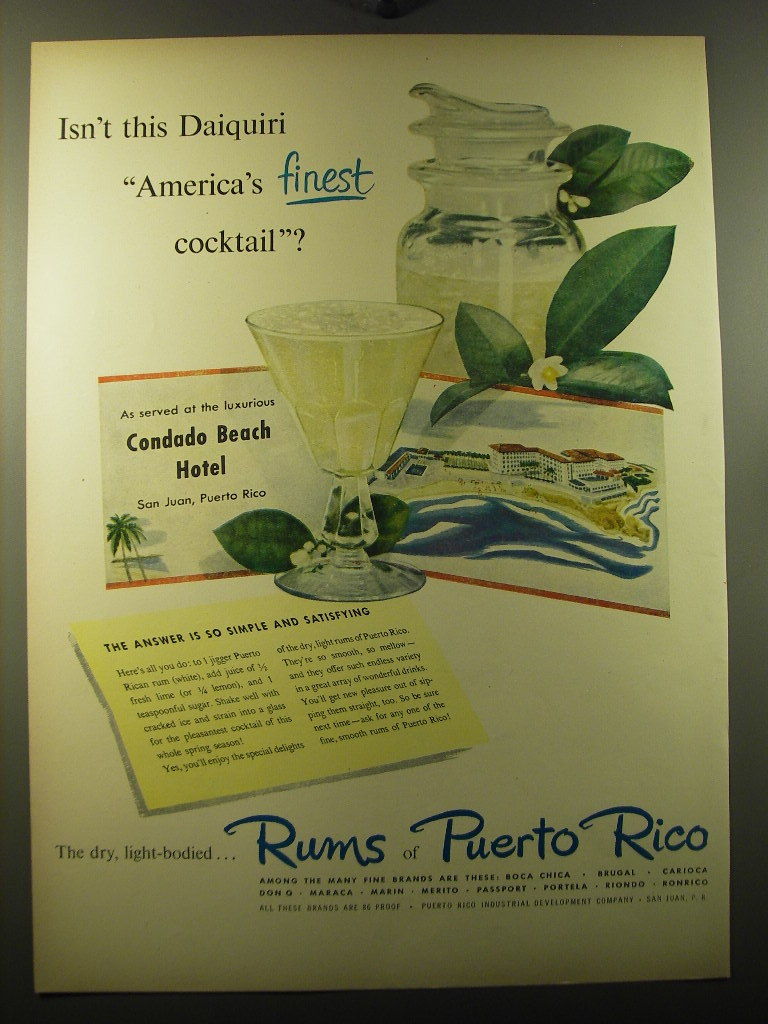 Isn't this Daiquiri
“America's finest
cocktail”?
As served at the luxurious
Condado Beach
Hotel
San Juan, Puerto Rico
THE ANSWER IS SO SIMPLE AND SATISFYING
Here's all you do: to 1 jigger Puerto
Rican rum (white), add juice of ½
fresh lime (or ¼ lemon), and 1
teaspoonful sugar. Shake well with
cracked ice and strain into a glass
for the pleasantest cocktail of this
whole spring season!
Yes, you'll enjoy the special delights
of the dry, light rums of Puerto Rico.
They're so smooth, so mellow—
and they offer such endless variety
in a great array of wonderful drinks.
You'll get new pleasure out of sip-
ping them straight, too. So be sure
next time—ask for any one of the
fine, smooth rums of Puerto Rico!
The dry, light-bodied... Rums of Puerto Rico
AMONG THE MANY FINE BRANDS ARE THESE: BOCA CHICA · BRUGAL · CARIOCA
DON Q · MARACA · MARIN · MERITO · PASSPORT · PORTELA · RIONDO · RONRICO
ALL THESE BRANDS ARE 86 PROOF · PUERTO RICO INDUSTRIAL DEVELOPMENT COMPANY · SAN JUAN, P. R.